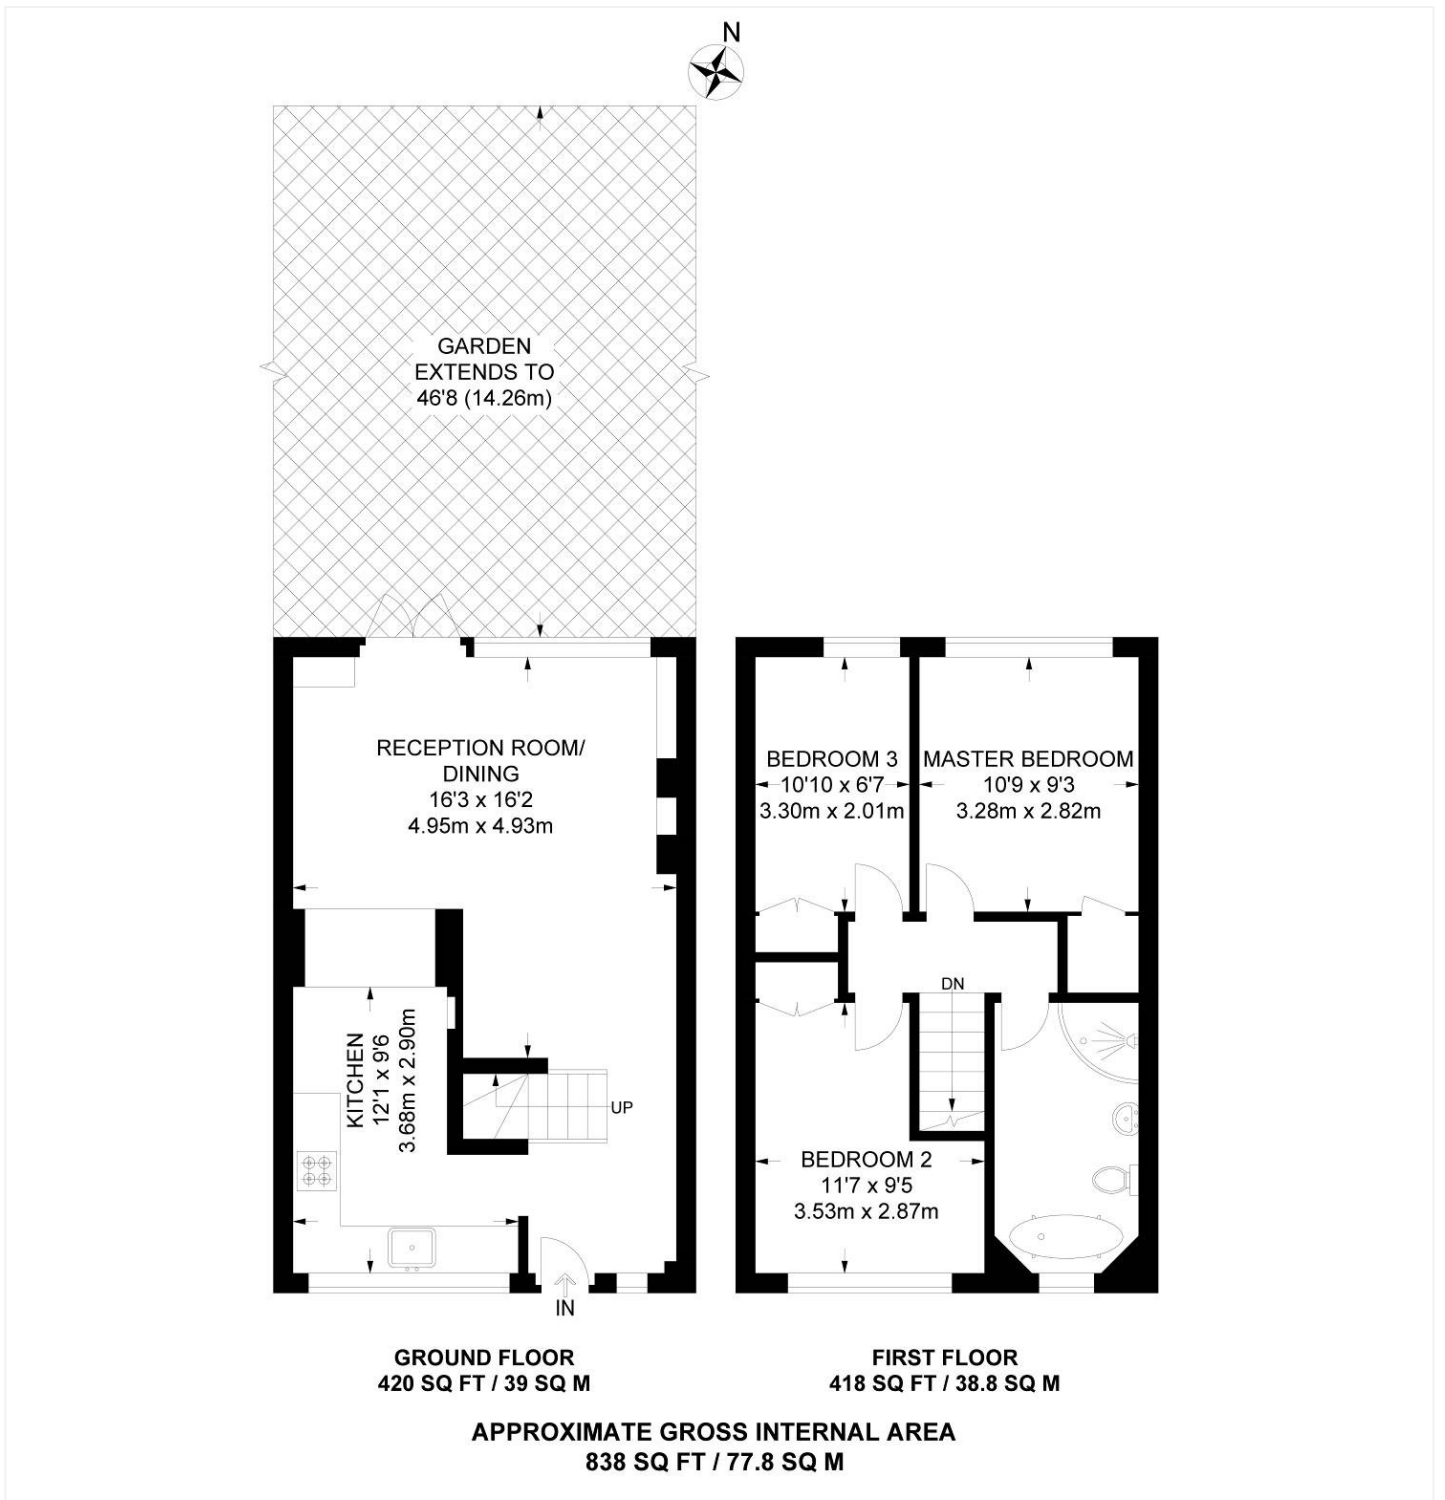 N
GARDEN
EXTENDS TO
46'8 (14.26m)
RECEPTION ROOM/
DINING
16'3 x 16'2
4.95m x 4.93m
KITCHEN
12'1 x 9'6
3.68m x 2.90m
UP
IN
BEDROOM 3
10'10 x 6'7
3.30m x 2.01m
MASTER BEDROOM
10'9 x 9'3
3.28m x 2.82m
DN
BEDROOM 2
11'7 x 9'5
3.53m x 2.87m
GROUND FLOOR
420 SQ FT / 39 SQ M
FIRST FLOOR
418 SQ FT / 38.8 SQ M
APPROXIMATE GROSS INTERNAL AREA
838 SQ FT / 77.8 SQ M